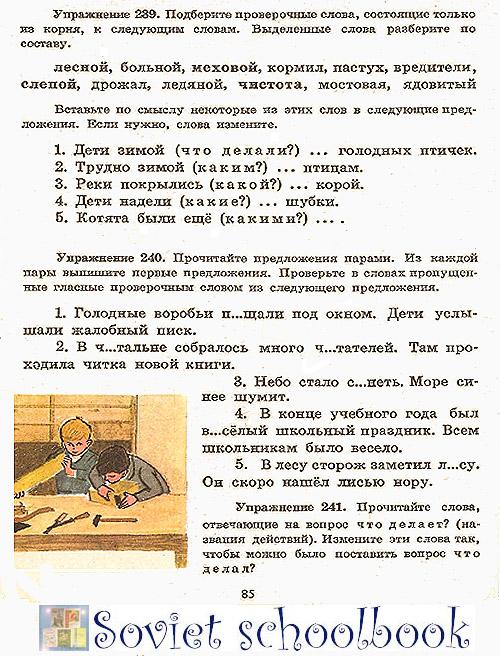 Упражнение 239. Подберите проверочные слова, состоящие только
из корня, к следующим словам. Выделенные слова разберите по
составу.
лесной, больной, меховой, кормил, пастух, вредители,
слепой, дрожал, ледяной, чистота, мостовая, ядовитый
Вставьте по смыслу некоторые из этих слов в следующие пред-
ложения. Если нужно, слова измените.
1. Дети зимой (что делали?) ... голодных птичек.
2. Трудно зимой (каким?) ... птицам.
3. Реки покрылись (какой?) ... корой.
4. Дети надели (какие?) ... шубки.
5. Котята были ещё (какими?) ... .
Упражнение 240. Прочитайте предложения парами. Из каждой
пары выпишите первые предложения. Проверьте в словах пропущен-
ные гласные проверочным словом из следующего предложения.
1. Голодные воробьи п...щали под окном. Дети услы-
шали жалобный писк.
2. В ч...тальне собралось много ч...тателей. Там про-
ходила читка новой книги.
3. Небо стало с...неть. Море си-
нее шумит.
4. В конце учебного года был
в...сёлый школьный праздник. Всем
школьникам было весело.
5. В лесу сторож заметил л...су.
Он скоро нашёл лисью нору.
Упражнение 241. Прочитайте слова,
отвечающие на вопрос что делает? (на-
звания действий). Измените эти слова так,
чтобы можно было поставить вопрос что
делал?
85
Soviet schoolbook